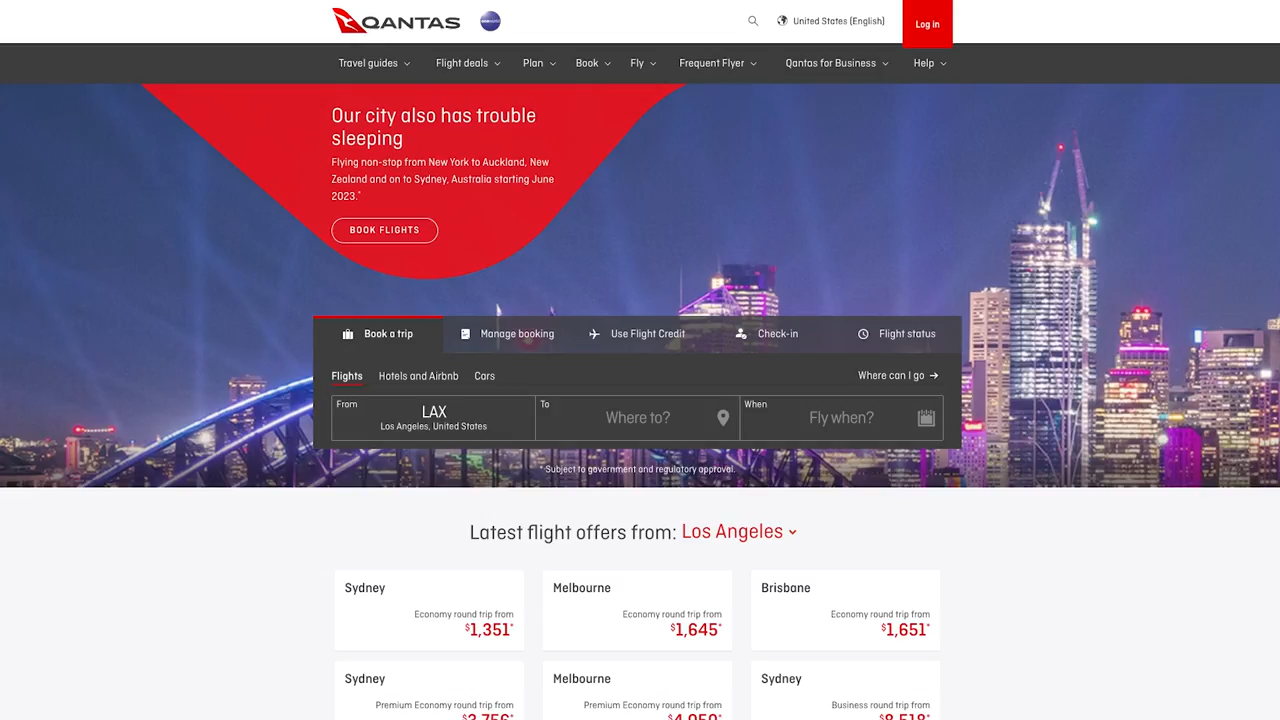 QANTAS
oneworld
United States (English)
Log in
Travel guides
Flight deals
Plan
Book
Fly
Frequent Flyer
Qantas for Business
Help
Our city also has trouble
sleeping
Flying non-stop from New York to Auckland, New
Zealand and on to Sydney, Australia starting June
2023.*
BOOK FLIGHTS
Book a trip
Manage booking
Use Flight Credit
Check-in
Flight status
Flights
Hotels and Airbnb
Cars
Where can I go
From
LAX
Los Angeles, United States
To
Where to?
When
Fly when?
* Subject to government and regulatory approval.
Latest flight offers from: Los Angeles
Sydney
Economy round trip from
$1,351*
Melbourne
Economy round trip from
$1,645*
Brisbane
Economy round trip from
$1,651*
Sydney
Premium Economy round trip from
$3,756*
Melbourne
Premium Economy round trip from
Sydney
Business round trip from
$8,518*